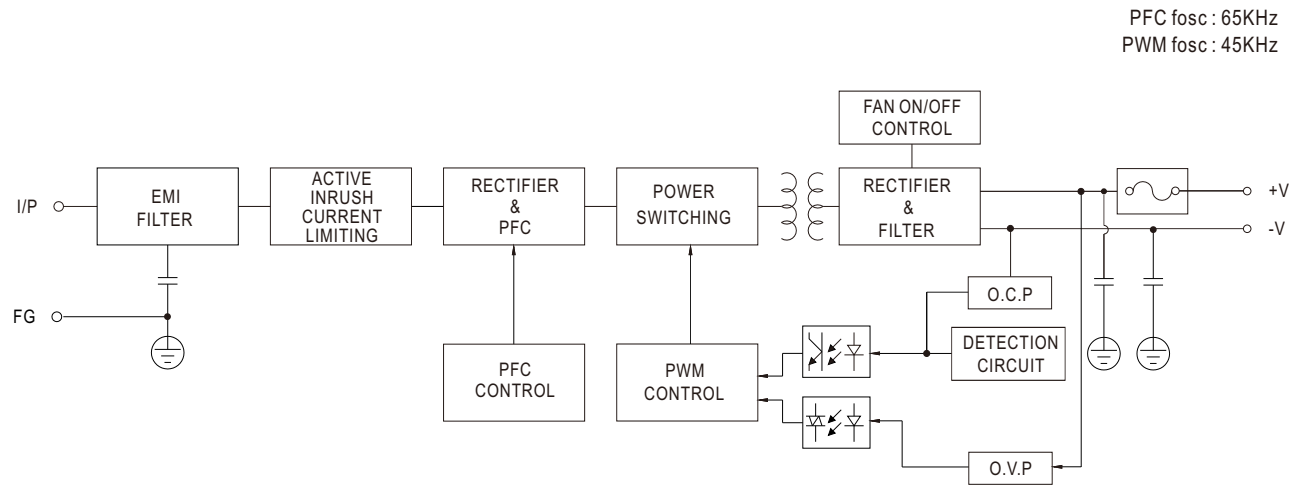 PFC fosc : 65KHz
PWM fosc : 45KHz
FAN ON/OFF
CONTROL
I/P
EMI
FILTER
ACTIVE
INRUSH
CURRENT
LIMITING
RECTIFIER
&
PFC
POWER
SWITCHING
RECTIFIER
&
FILTER
+V
-V
FG
O.C.P
PFC
CONTROL
PWM
CONTROL
DETECTION
CIRCUIT
O.V.P